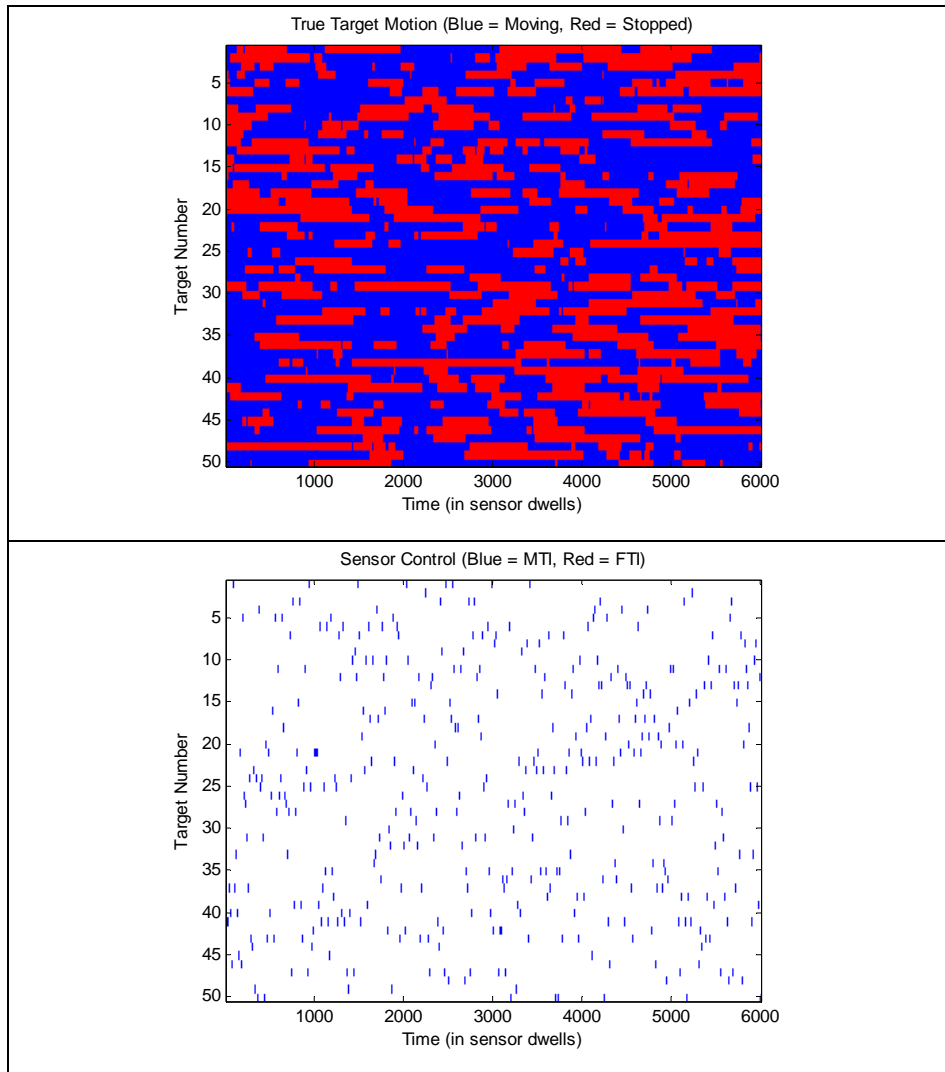 True Target Motion (Blue = Moving, Red = Stopped)
5
10
15
20
25
30
35
40
45
50
Target Number
1000 2000 3000 4000 5000 6000
Time (in sensor dwells)
Sensor Control (Blue = MTI, Red = FTI)
5
10
15
20
25
30
35
40
45
50
Target Number
1000 2000 3000 4000 5000 6000
Time (in sensor dwells)